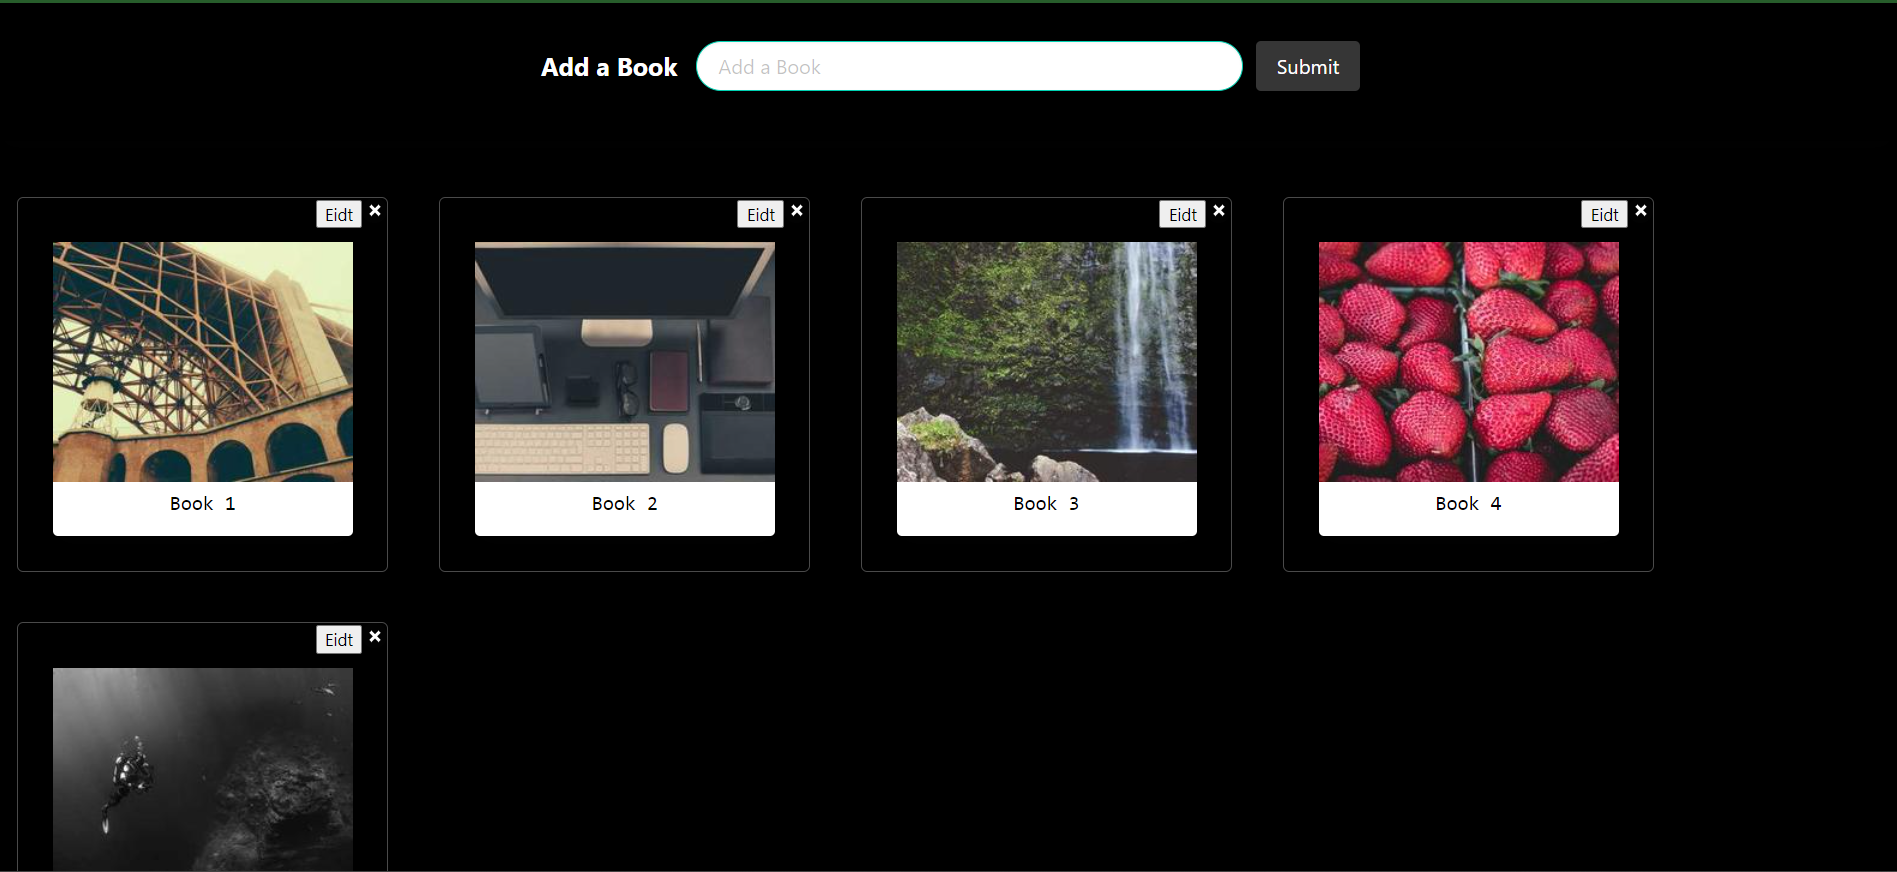 Add a Book Add a Book Submit
Eidt ×
Eidt ×
Eidt ×
Eidt ×
Book 1
Book 2
Book 3
Book 4
Eidt ×